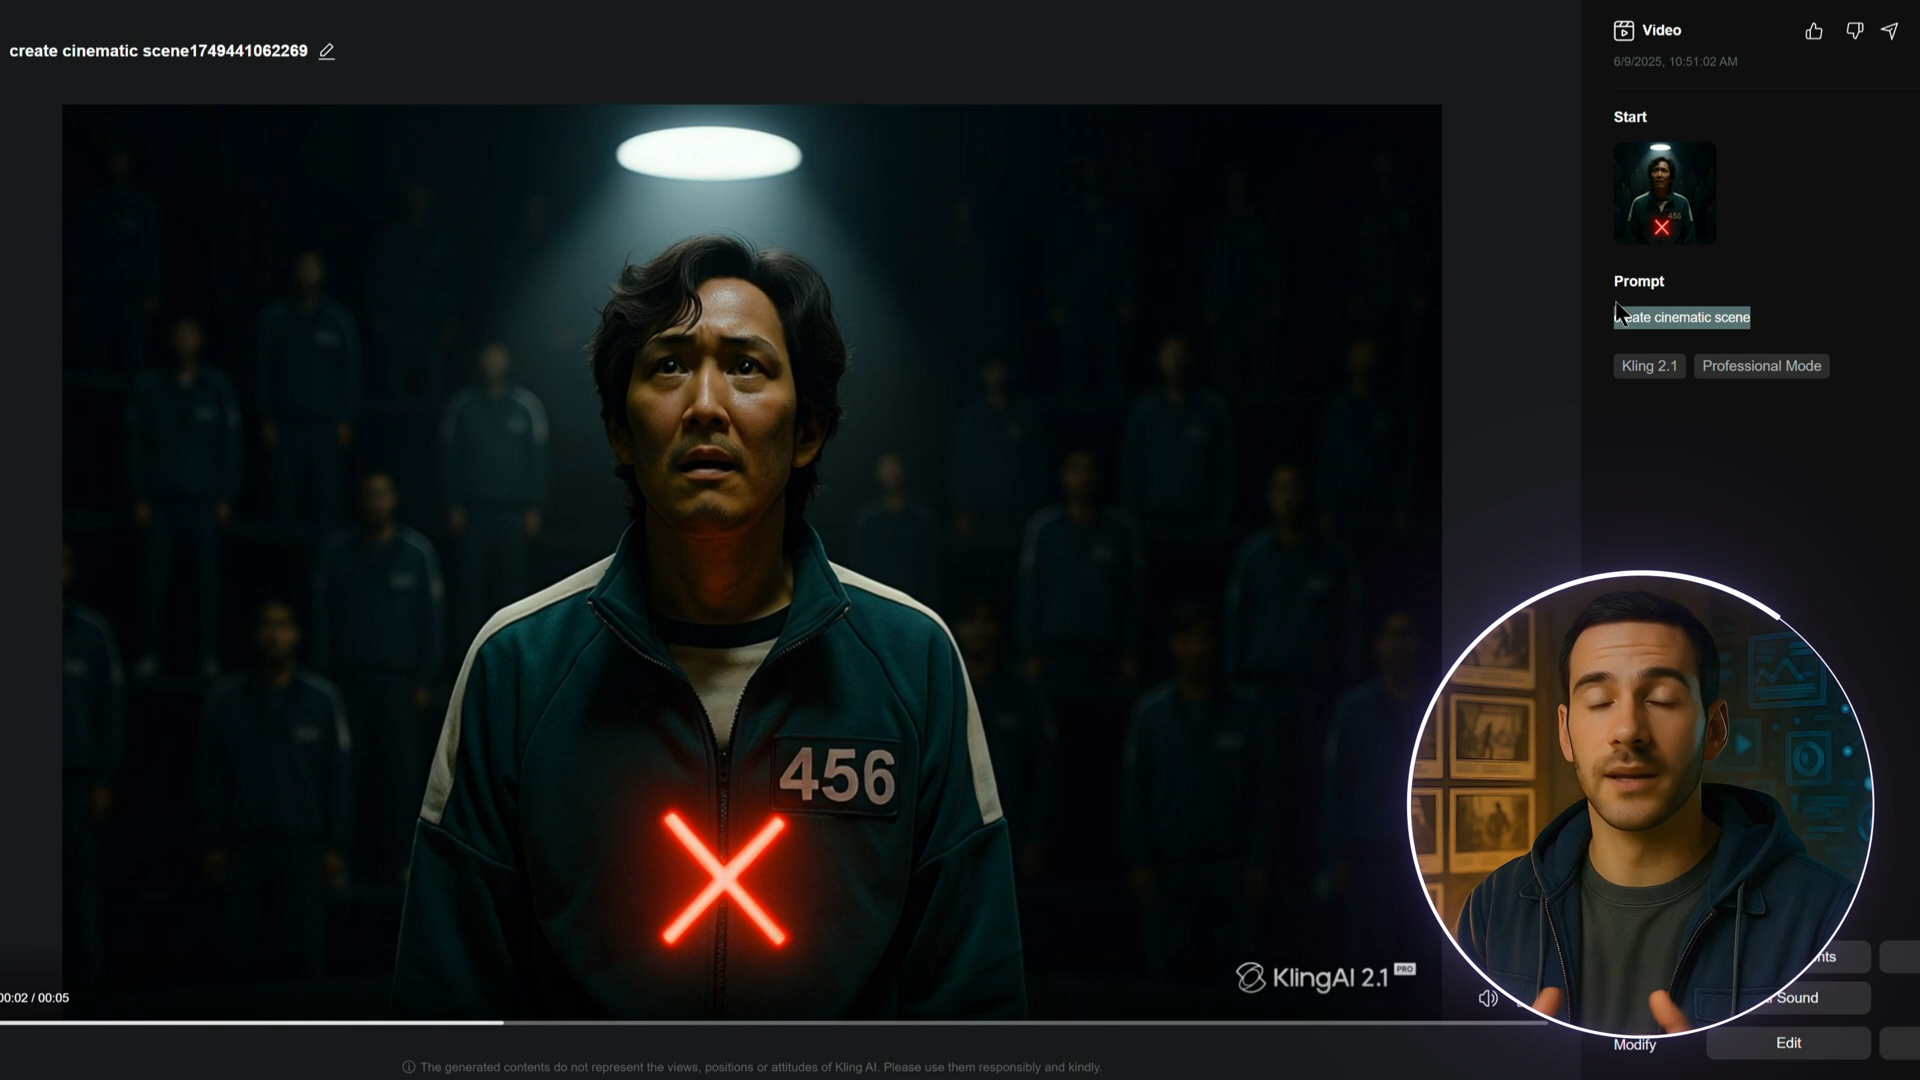 create cinematic scene1749441062269
Video
6/9/2025, 10:51:02 AM
Start
456
Prompt
create cinematic scene
Kling 2.1
Professional Mode
456
KlingAI 2.1 PRO
00:02 / 00:05
Sound
Modify
Edit
The generated contents do not represent the views, positions or attitudes of Kling AI. Please use them responsibly and kindly.